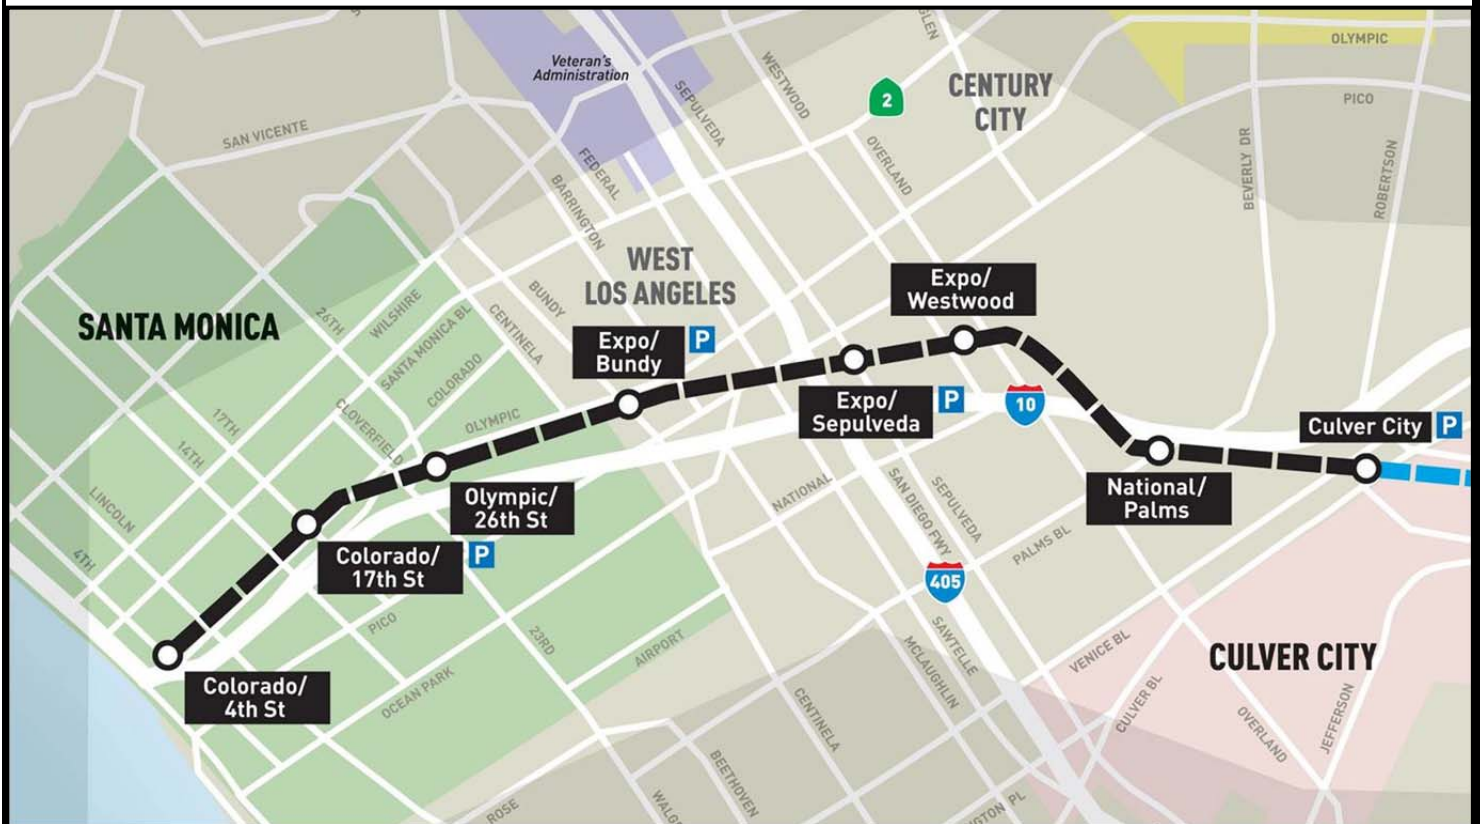 OLYMPIC
GLEN
Veteran's
Administration
WESTWOOD
SEPULVEDA
CENTURY
CITY
2
PICO
SAN VICENTE
OVERLAND
BEVERLY DR
ROBERTSON
FEDERAL
BARRINGTON
WEST
LOS ANGELES
Expo/
Westwood
BUNDY
SANTA MONICA
26TH
WILSHIRE
SANTA MONICA BL
CENTINELA
COLORADO
Expo/
Bundy
P
Expo/
Sepulveda
P
10
Culver City
P
CLOVERFIELD
OLYMPIC
17TH
14TH
LINCOLN
4TH
Olympic/
26th St
NATIONAL
SAN DIEGO FWY
SEPULVEDA
National/
Palms
Colorado/
17th St
P
PALMS BL
405
PICO
23RD
AIRPORT
OCEAN PARK
SAWTELLE
MCLAUGHLIN
VENICE BL
CULVER CITY
Colorado/
4th St
CENTINELA
CULVER BL
OVERLAND
JEFFERSON
BEETHOVEN
ROSE
WALG
GTON PL